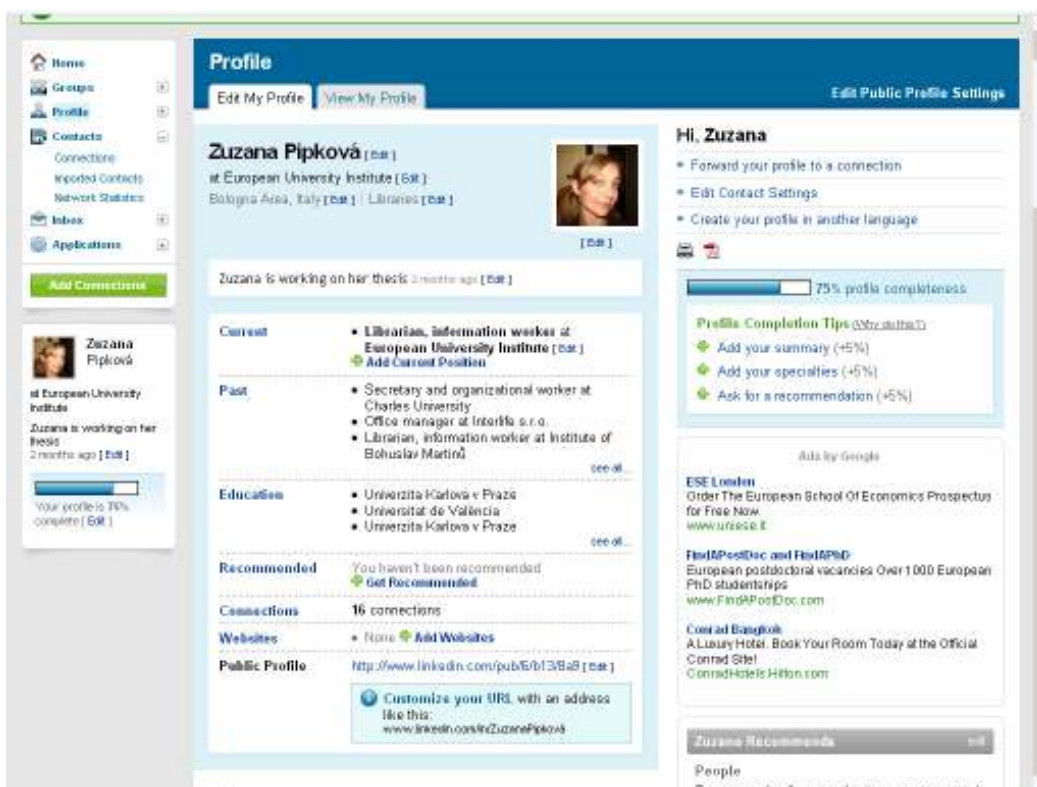 Home
Groups
Profile
Contacts
Connections
Imported Contacts
Network Statistics
Inbox
Applications
Add Connections
Zuzana
Pipková
at European University
Institute
Zuzana is working on her
thesis
2 months ago [ Edit ]
Your profile is 75%
complete [ Edit ]
Profile
Edit My Profile
View My Profile
Edit Public Profile Settings
Zuzana Pipková [ Edit ]
at European University Institute [ Edit ]
Bologna Area, Italy [ Edit ] | Libraries [ Edit ]
[ Edit ]
Zuzana is working on her thesis 2 months ago [ Edit ]
Current
• Librarian, information worker at
European University Institute [ Edit ]
Add Current Position
Past
• Secretary and organizational worker at
Charles University
• Office manager at Interlife s.r.o.
• Librarian, information worker at Institute of
Bohuslav Martinů
see all...
Education
• Univerzita Karlova v Praze
• Universitat de València
• Univerzita Karlova v Praze
see all...
Recommended
You haven't been recommended
Get Recommended
Connections
16 connections
Websites
• None Add Websites
Public Profile
http://www.linkedin.com/pub/6/b13/8a9 [ Edit ]
Customize your URL with an address
like this:
www.linkedin.com/in/ZuzanaPipková
Hi, Zuzana
Forward your profile to a connection
Edit Contact Settings
Create your profile in another language
75% profile completeness
Profile Completion Tips (Why do this?)
Add your summary (+5%)
Add your specialties (+5%)
Ask for a recommendation (+5%)
Ads by Google
ESE London
Order The European School Of Economics Prospectus
for Free Now
www.uniese.it
FindAPostDoc and FindAPhD
European postdoctoral vacancies Over 1000 European
PhD studentships
www.FindAPostDoc.com
Conrad Bangkok
A Luxury Hotel. Book Your Room Today at the Official
Conrad Site!
ConradHotels.Hilton.com
Zuzana Recommends
People